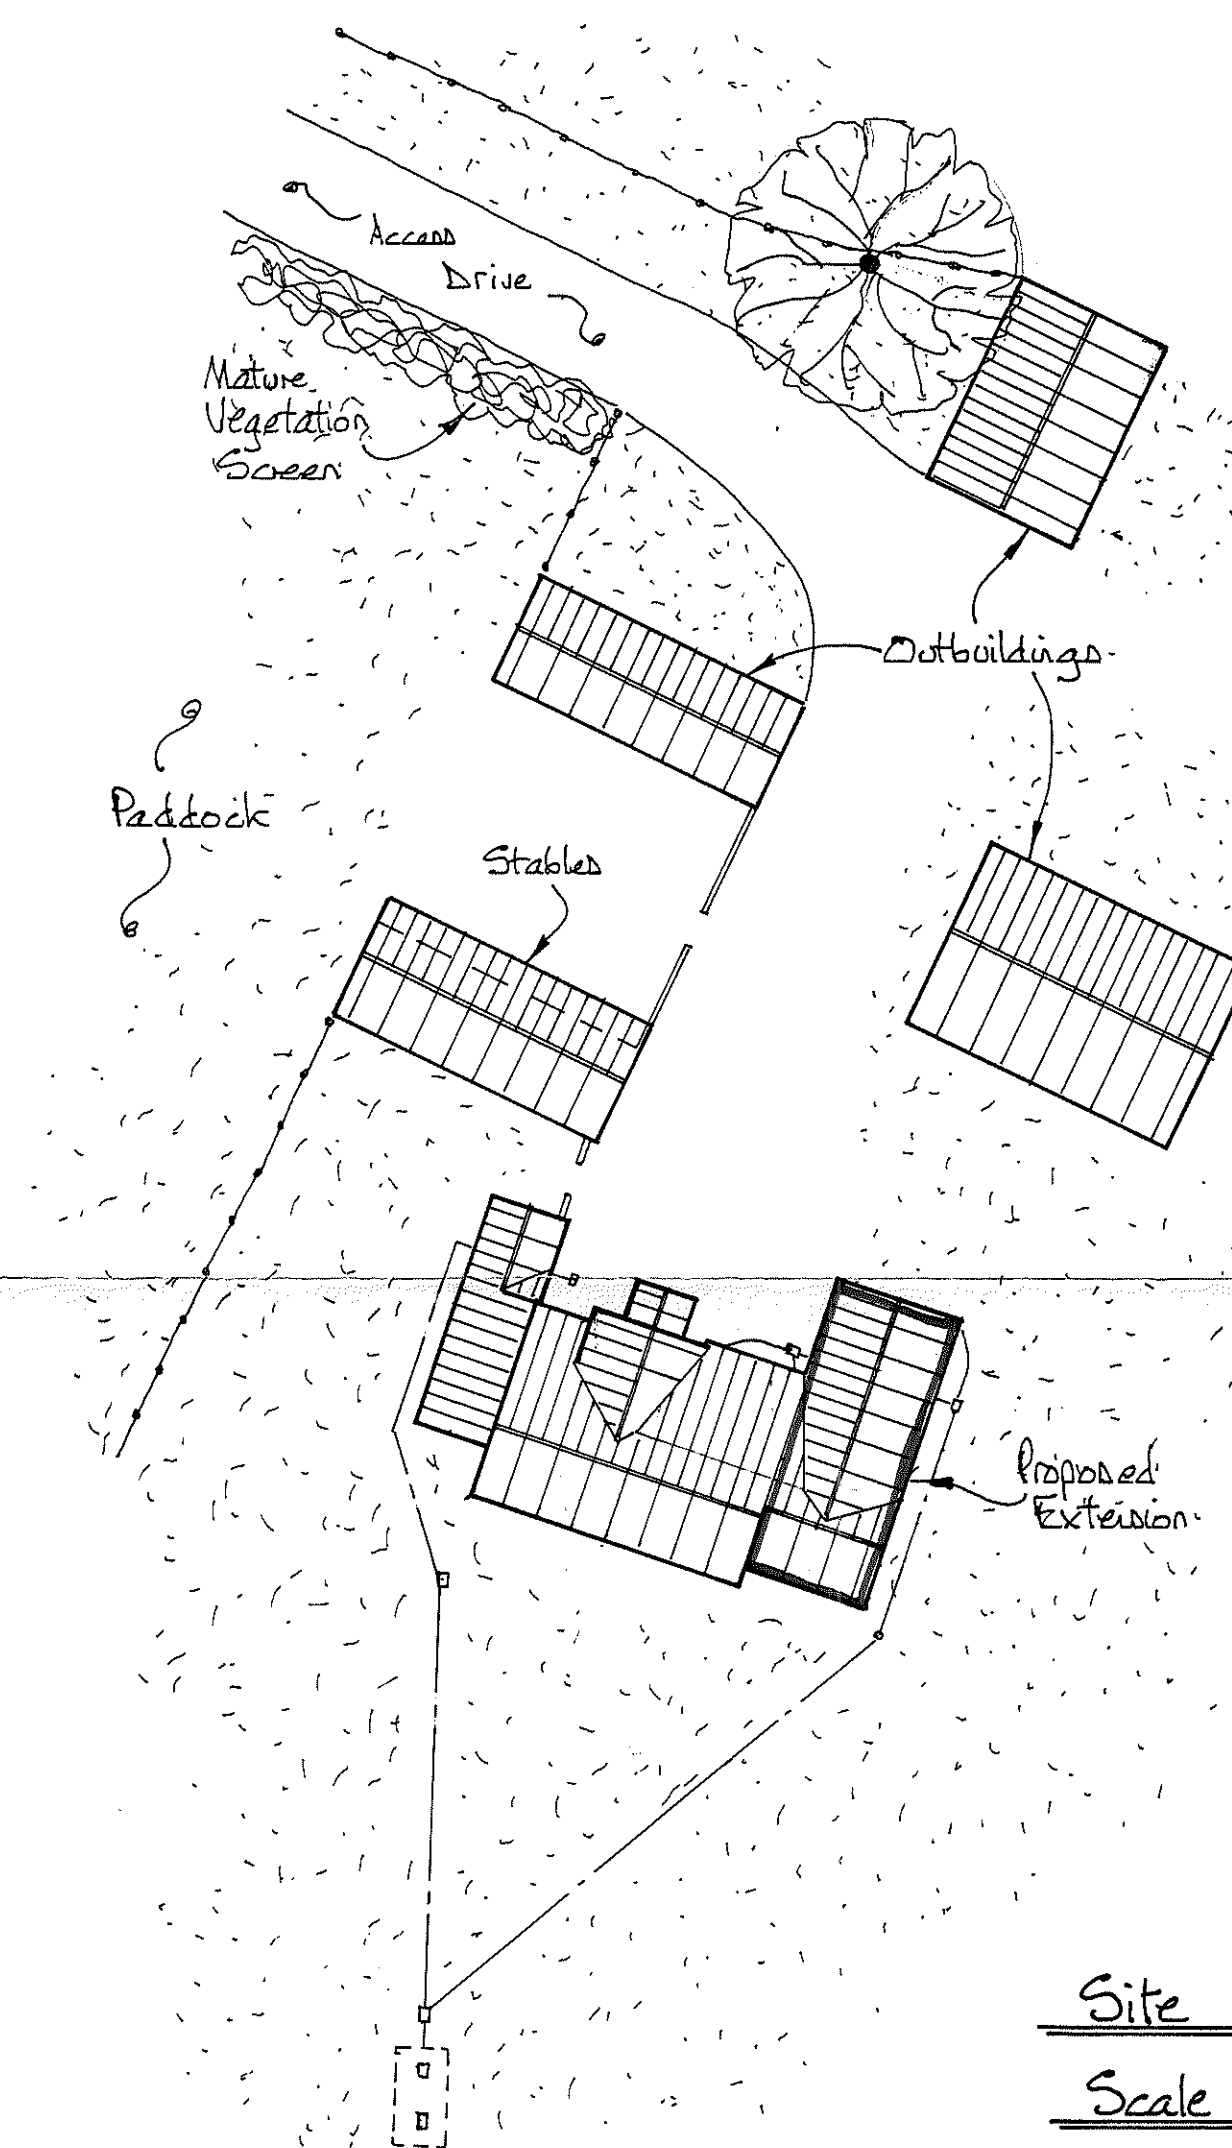 Access
Drive
Mature
Vegetation
Screen
Outbuildings
Paddock
Stables
Proposed
Extension
Site
Scale